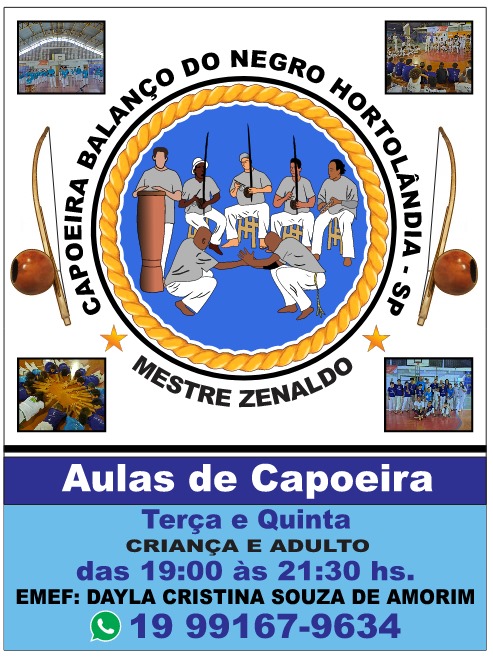 CAPOEIRA BALANÇO DO NEGRO HORTOLÂNDIA - SP
MESTRE ZENALDO
Aulas de Capoeira
Terça e Quinta
CRIANÇA E ADULTO
das 19:00 às 21:30 hs.
EMEF: DAYLA CRISTINA SOUZA DE AMORIM
19 99167-9634